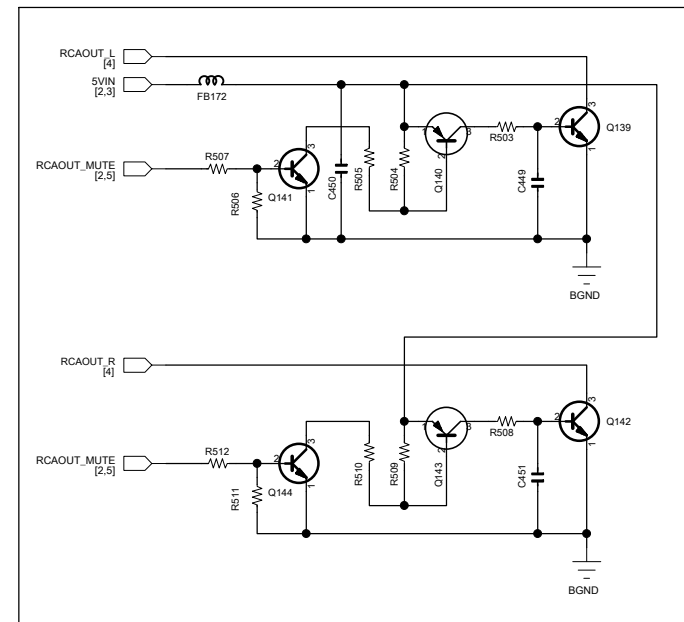 RCAOUT_L
[4]
5VIN
[2,3]
FB172
3
2
Q139
1
1
3
2
R503
Q140
RCAOUT_MUTE
[2,5]
R507
R506
2
3
1
Q141
C450
R505
R504
C449
BGND
RCAOUT_R
[4]
3
2
Q142
1
1
3
2
R508
Q143
RCAOUT_MUTE
[2,5]
R512
R511
2
3
1
Q144
R510
R509
C451
BGND